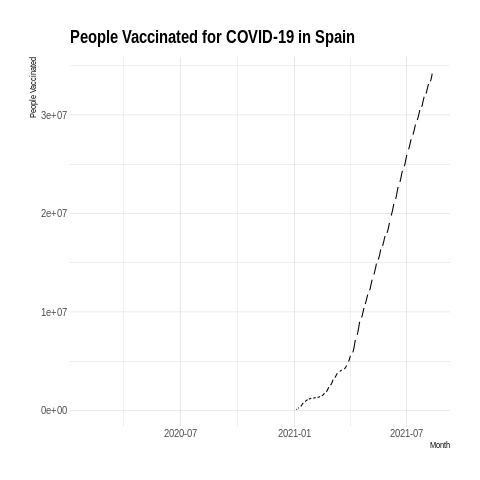 People Vaccinated for COVID-19 in Spain
People Vaccinated
3e+07
2e+07
1e+07
0e+00
2020-07 2021-01 2021-07
Month